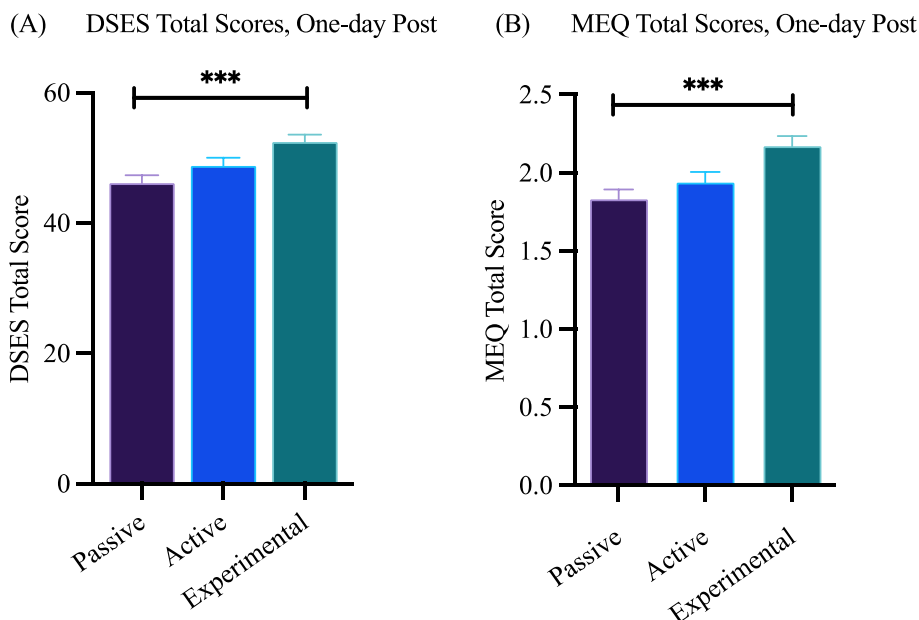 (A) DSES Total Scores, One-day Post
***
60
40
20
0
DSES Total Score
Passive
Active
Experimental
(B) MEQ Total Scores, One-day Post
***
2.5
2.0
1.5
1.0
0.5
0.0
MEQ Total Score
Passive
Active
Experimental